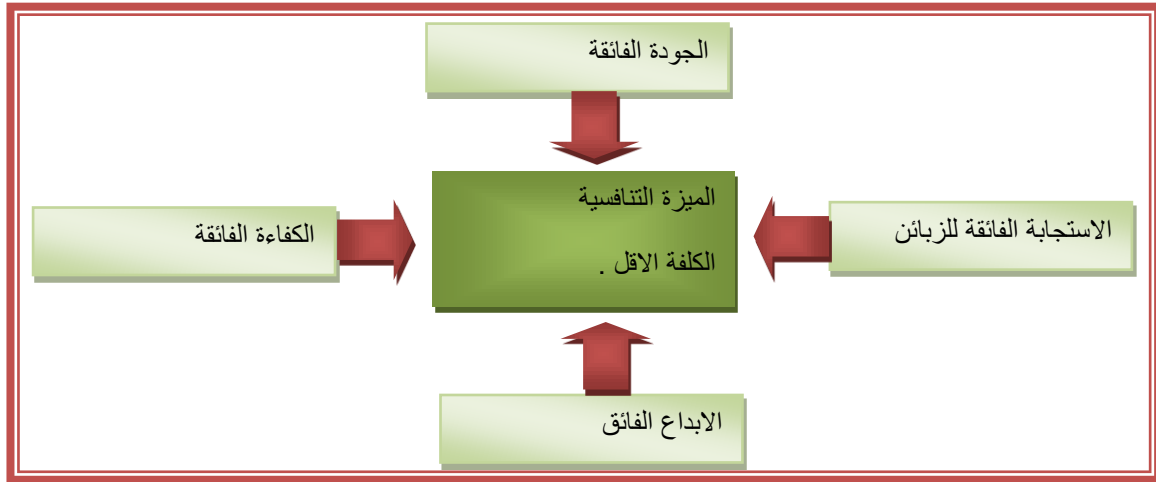 الجودة الفائقة
الميزة التنافسية
الكلفة الاقل .
الاستجابة الفائقة للزبائن
الكفاءة الفائقة
الابداع الفائق